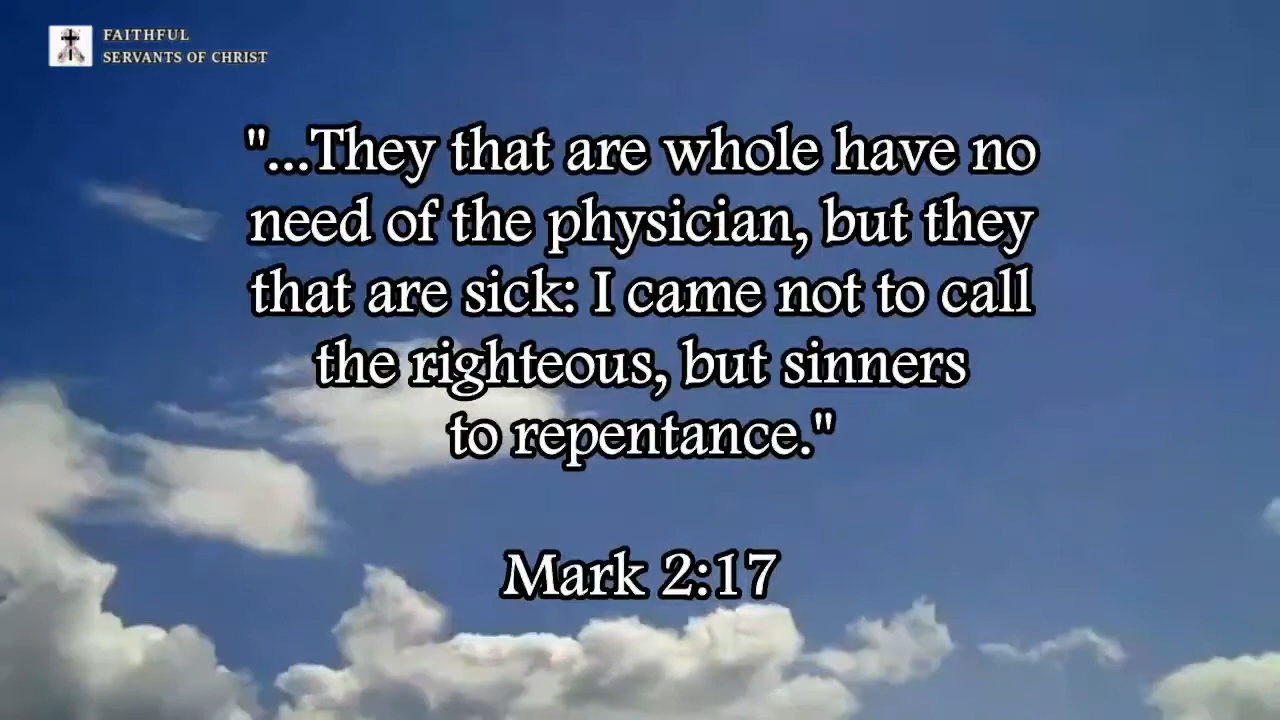 FAITHFUL
SERVANTS OF CHRIST
"...They that are whole have no
need of the physician, but they
that are sick: I came not to call
the righteous, but sinners
to repentance."
Mark 2:17